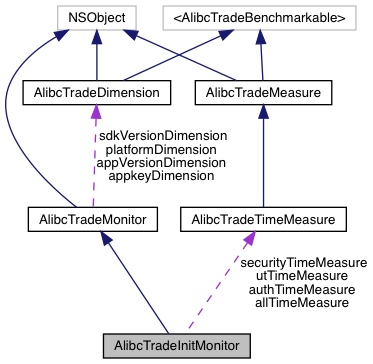 NSObject
<AlibcTradeBenchmarkable>
AlibcTradeDimension
AlibcTradeMeasure
sdkVersionDimension
platformDimension
appVersionDimension
appkeyDimension
AlibcTradeMonitor
AlibcTradeTimeMeasure
securityTimeMeasure
utTimeMeasure
authTimeMeasure
allTimeMeasure
AlibcTradeInitMonitor